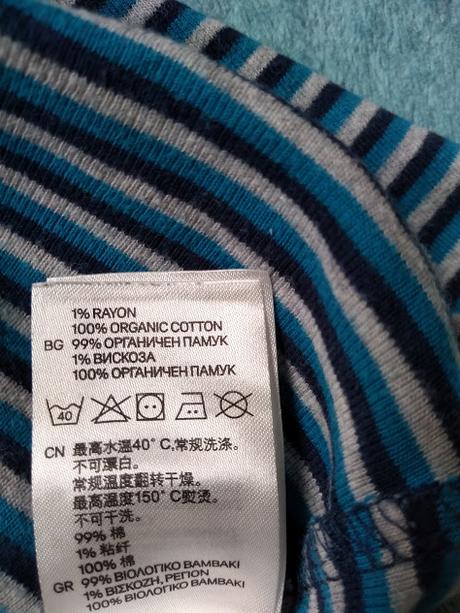 1% RAYON
100% ORGANIC COTTON
BG 99% ОРГАНИЧЕН ПАМУК
1% ВИСКОЗА
100% ОРГАНИЧЕН ПАМУК
40
CN 最高水温40°C,常规洗涤.
不可漂白.
常规温度翻转干燥.
最高温度150°C熨烫.
不可干洗.
99% 棉
1% 粘纤
100% 棉
GR 99% ΒΙΟΛΟΓΙΚΟ ΒΑΜΒΑΚΙ
1% ΒΙΣΚΟΖΗ, ΡΕΓΙΟΝ
100% ΒΙΟΛΟΓΙΚΟ ΒΑΜΒΑΚΙ